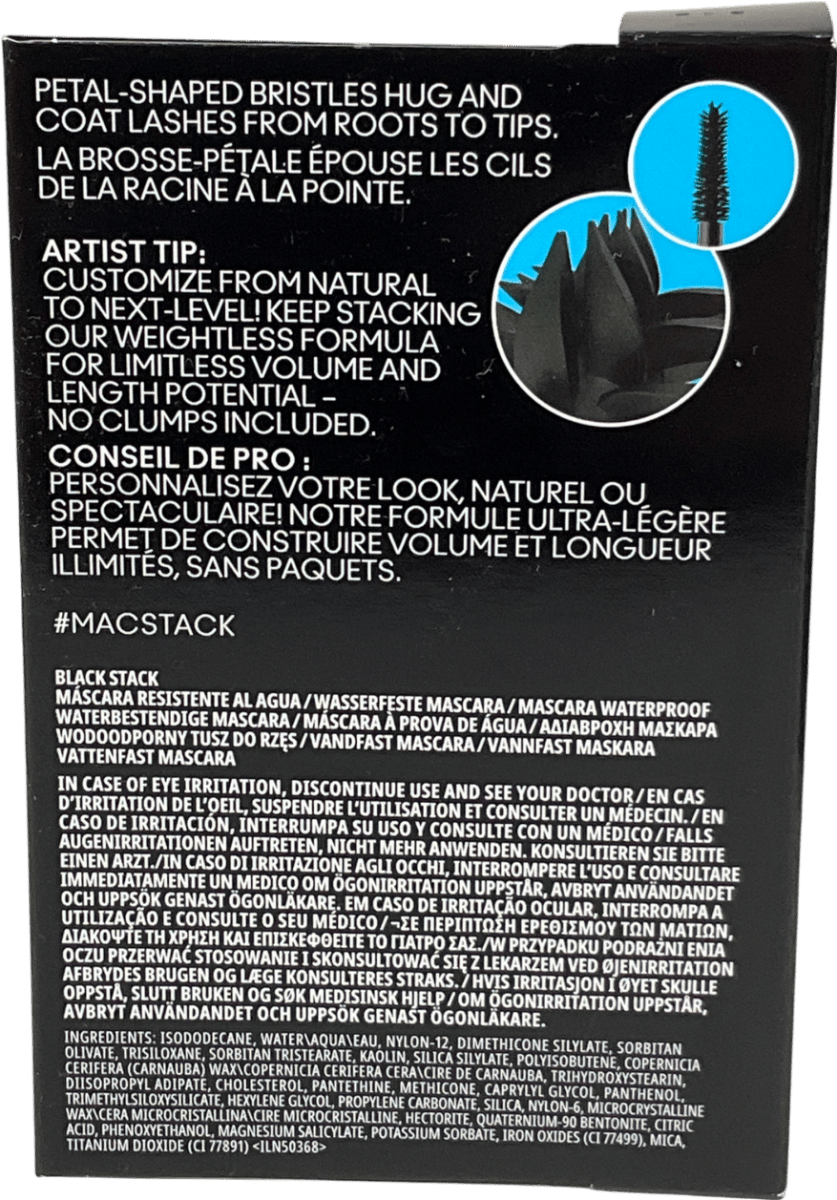 PETAL-SHAPED BRISTLES HUG AND
COAT LASHES FROM ROOTS TO TIPS.
LA BROSSE-PÉTALE ÉPOUSE LES CILS
DE LA RACINE À LA POINTE.
ARTIST TIP:
CUSTOMIZE FROM NATURAL
TO NEXT-LEVEL! KEEP STACKING
OUR WEIGHTLESS FORMULA
FOR LIMITLESS VOLUME AND
LENGTH POTENTIAL –
NO CLUMPS INCLUDED.
CONSEIL DE PRO :
PERSONNALISEZ VOTRE LOOK, NATUREL OU
SPECTACULAIRE! NOTRE FORMULE ULTRA-LÉGÈRE
PERMET DE CONSTRUIRE VOLUME ET LONGUEUR
ILLIMITÉS, SANS PAQUETS.
#MACSTACK
BLACK STACK
MÁSCARA RESISTENTE AL AGUA / WASSERFESTE MASCARA / MASCARA WATERPROOF
WATERBESTENDIGE MASCARA / MÁSCARA À PROVA DE ÁGUA / ΑΔΙΑΒΡΟΧΗ ΜΑΣΚΑΡΑ
WODOODPORNY TUSZ DO RZĘS / VANDFAST MASCARA / VANNFAST MASKARA
VATTENFAST MASCARA
IN CASE OF EYE IRRITATION, DISCONTINUE USE AND SEE YOUR DOCTOR / EN CAS
D'IRRITATION DE L'OEIL, SUSPENDRE L'UTILISATION ET CONSULTER UN MÉDECIN. / EN
CASO DE IRRITACIÓN, INTERRUMPA SU USO Y CONSULTE CON UN MÉDICO / FALLS
AUGENIRRITATIONEN AUFTRETEN, NICHT MEHR ANWENDEN. KONSULTIEREN SIE BITTE
EINEN ARZT./IN CASO DI IRRITAZIONE AGLI OCCHI, INTERROMPERE L'USO E CONSULTARE
IMMEDIATAMENTE UN MEDICO OM ÖGONIRRITATION UPPSTÅR, AVBRYT ANVÄNDANDET
OCH UPPSÖK GENAST ÖGONLÄKARE. EM CASO DE IRRITAÇÃO OCULAR, INTERROMPA A
UTILIZAÇÃO E CONSULTE O SEU MÉDICO / ¬ΣΕ ΠΕΡΙΠΤΩΣΗ ΕΡΕΘΙΣΜΟΥ ΤΩΝ ΜΑΤΙΩΝ,
ΔΙΑΚΟΨΤΕ ΤΗ ΧΡΗΣΗ ΚΑΙ ΕΠΙΣΚΕΦΘΕΙΤΕ ΤΟ ΓΙΑΤΡΟ ΣΑΣ./W PRZYPADKU PODRAŻNI ENIA
OCZU PRZERWAĆ STOSOWANIE I SKONSULTOWAĆ SIĘ Z LEKARZEM VED ØJENIRRITATION
AFBRYDES BRUGEN OG LÆGE KONSULTERES STRAKS. / HVIS IRRITASJON I ØYET SKULLE
OPPSTÅ, SLUTT BRUKEN OG SØK MEDISINSK HJELP / OM ÖGONIRRITATION UPPSTÅR,
AVBRYT ANVÄNDANDET OCH UPPSÖK GENAST ÖGONLÄKARE.
INGREDIENTS: ISODODECANE, WATER\AQUA\EAU, NYLON-12, DIMETHICONE SILYLATE, SORBITAN
OLIVATE, TRISILOXANE, SORBITAN TRISTEARATE, KAOLIN, SILICA SILYLATE, POLYISOBUTENE, COPERNICIA
CERIFERA (CARNAUBA) WAX\COPERNICIA CERIFERA CERA\CIRE DE CARNAUBA, TRIHYDROXYSTEARIN,
DIISOPROPYL ADIPATE, CHOLESTEROL, PANTETHINE, METHICONE, CAPRYLYL GLYCOL, PANTHENOL,
TRIMETHYLSILOXYSILICATE, HEXYLENE GLYCOL, PROPYLENE CARBONATE, SILICA, NYLON-6, MICROCRYSTALLINE
WAX\CERA MICROCRISTALLINA\CIRE MICROCRISTALLINE, HECTORITE, QUATERNIUM-90 BENTONITE, CITRIC
ACID, PHENOXYETHANOL, MAGNESIUM SALICYLATE, POTASSIUM SORBATE, IRON OXIDES (CI 77499), MICA,
TITANIUM DIOXIDE (CI 77891) <ILN50368>